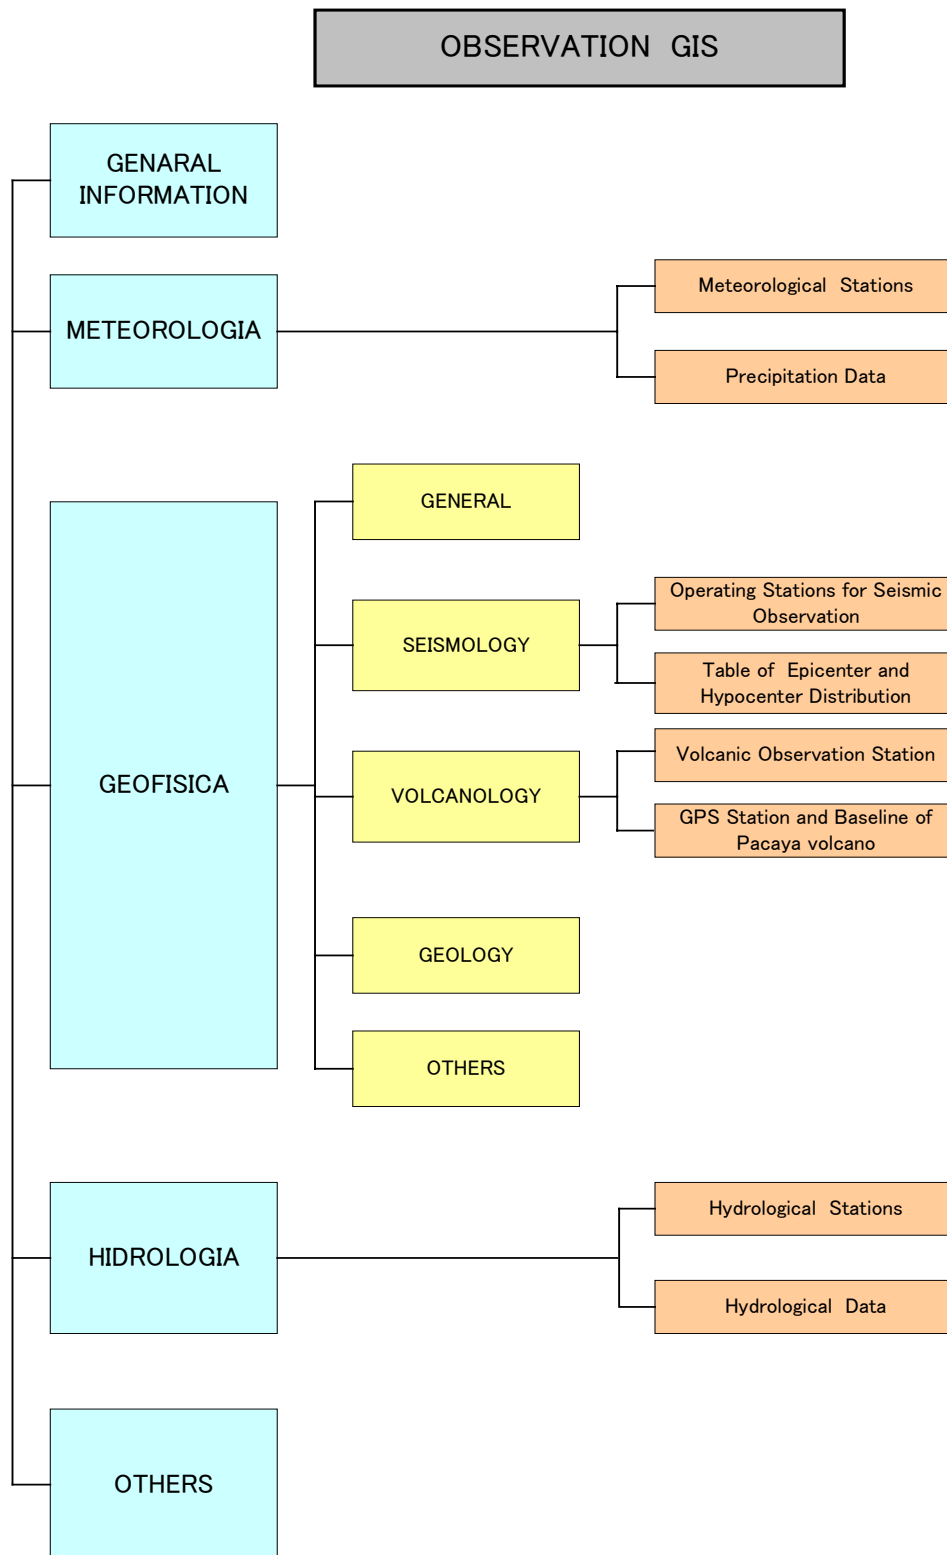 OBSERVATION GIS
GENARAL
INFORMATION
METEOROLOGIA
Meteorological Stations
Precipitation Data
GEOFISICA
GENERAL
SEISMOLOGY
Operating Stations for Seismic
Observation
Table of Epicenter and
Hypocenter Distribution
VOLCANOLOGY
Volcanic Observation Station
GPS Station and Baseline of
Pacaya volcano
GEOLOGY
OTHERS
HIDROLOGIA
Hydrological Stations
Hydrological Data
OTHERS